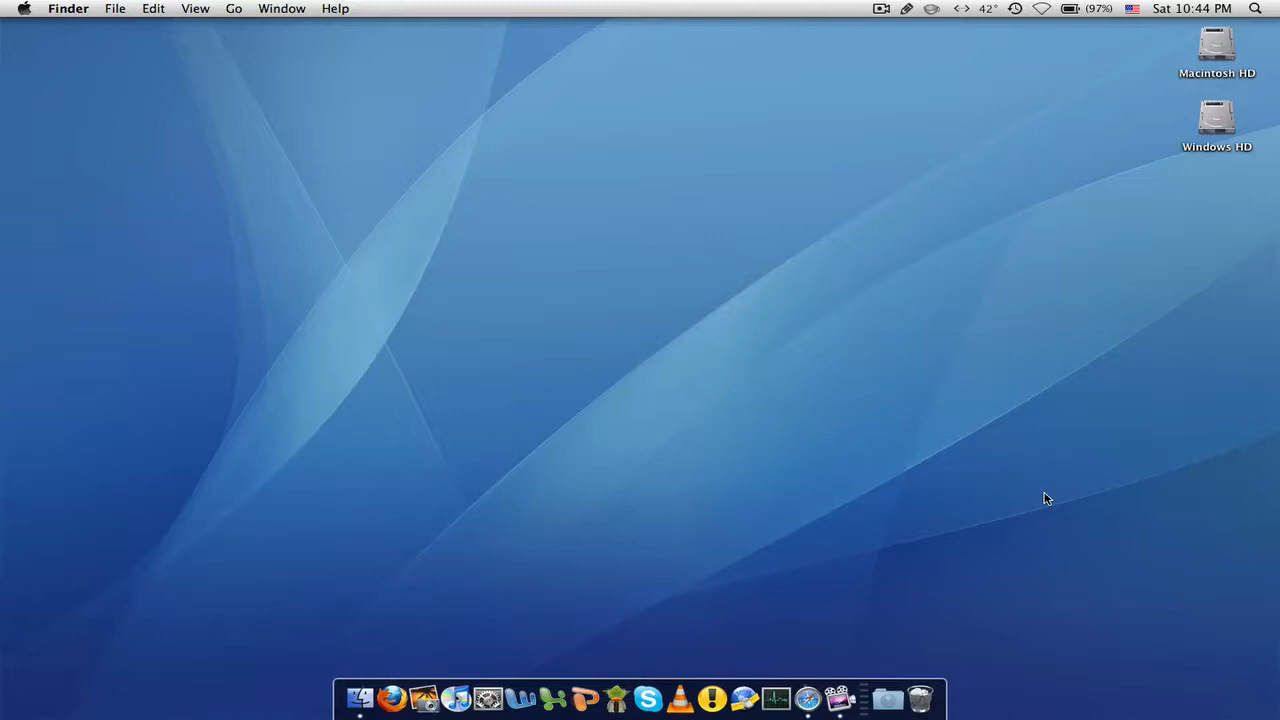 Finder File Edit View Go Window Help 42° (97%) Sat 10:44 PM
Macintosh HD
Windows HD